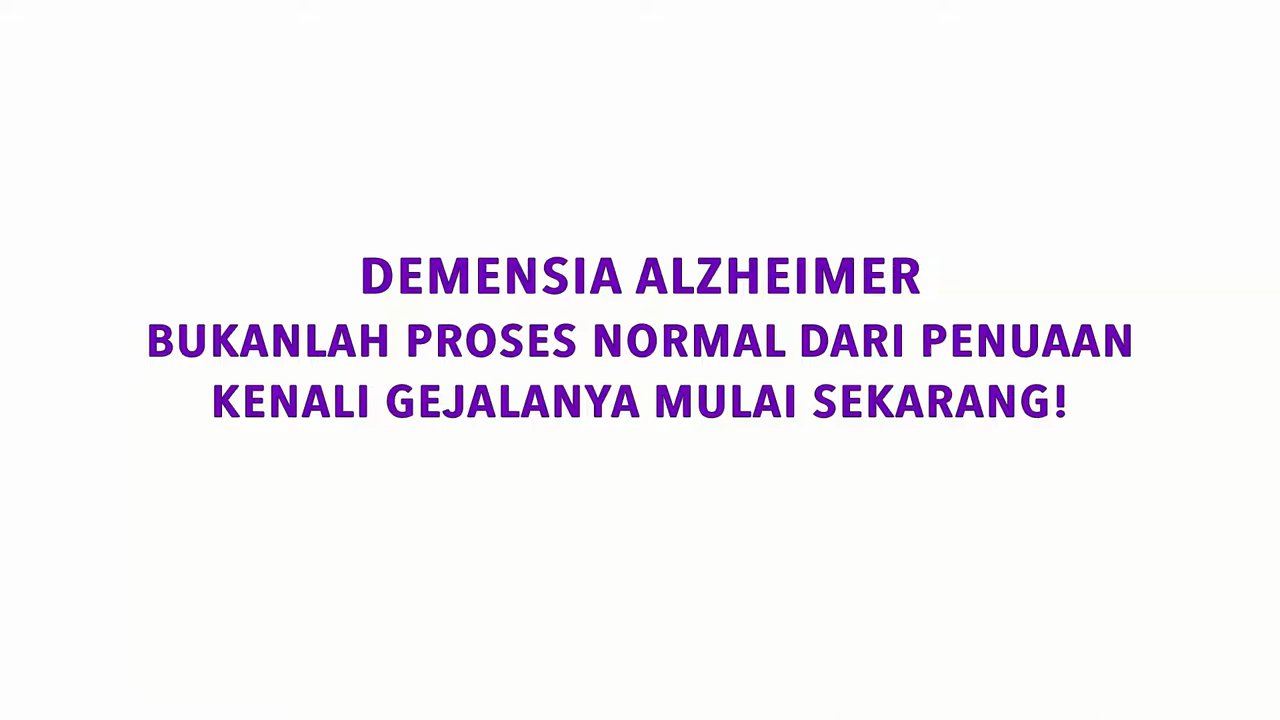 DEMENSIA ALZHEIMER
BUKANLAH PROSES NORMAL DARI PENUAAN
KENALI GEJALANYA MULAI SEKARANG!